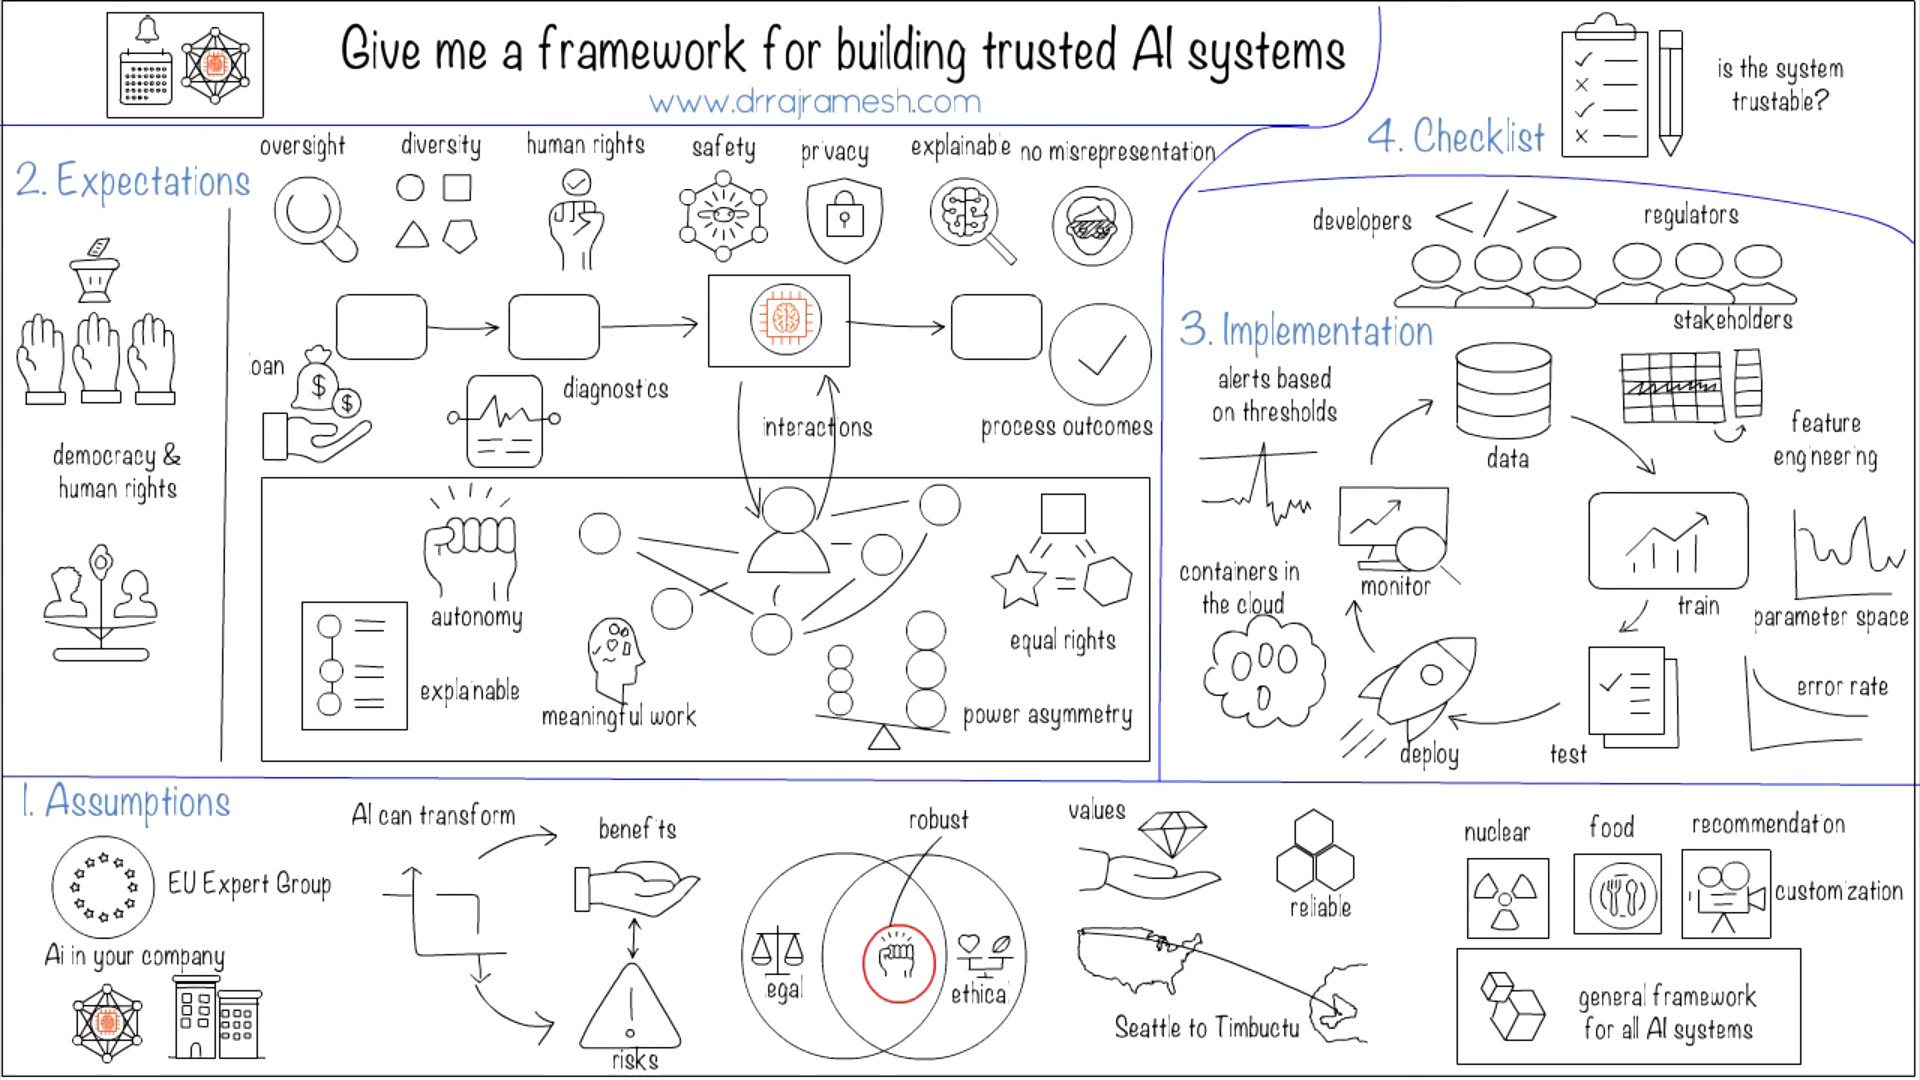 Give me a framework for building trusted AI systems
www.drrajramesh.com
is the system
trustable?
4. Checklist
2. Expectations
oversight
diversity
human rights
safety
privacy
explainable
no misrepresentation
democracy &
human rights
loan
diagnostics
interactions
process outcomes
autonomy
explainable
meaningful work
equal rights
power asymmetry
developers
</>
regulators
stakeholders
3. Implementation
alerts based
on thresholds
data
feature
engineering
monitor
containers in
the cloud
train
parameter space
error rate
deploy
test
1. Assumptions
EU Expert Group
Ai in your company
AI can transform
benefits
risks
robust
legal
ethical
values
reliable
Seattle to Timbuctu
nuclear
food
recommendation
customization
general framework
for all AI systems